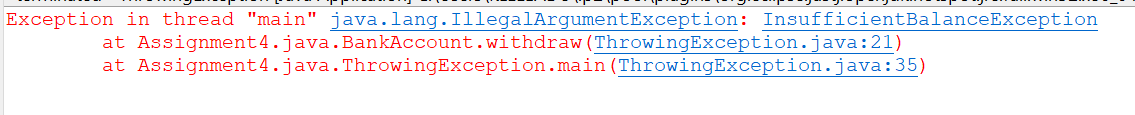 Exception in thread "main" java.lang.IllegalArgumentException: InsufficientBalanceException
at Assignment4.java.BankAccount.withdraw(ThrowingException.java:21)
at Assignment4.java.ThrowingException.main(ThrowingException.java:35)